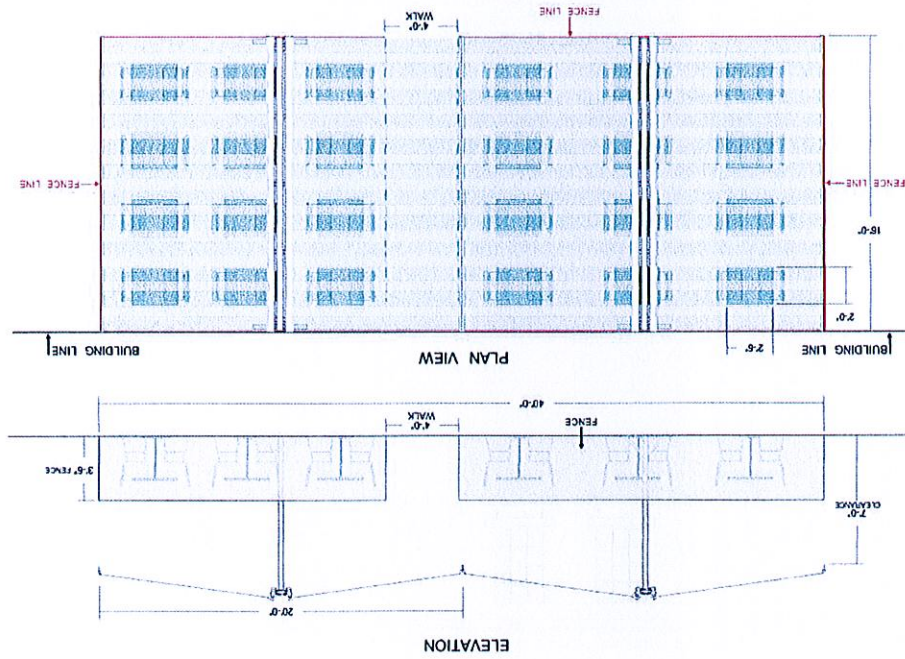 ELEVATION
20'-0"
CLEARANCE
7'-0"
3'-6" FENCE
4'-0"
WALK
FENCE
40'-0"
BUILDING LINE
2'-6"
PLAN VIEW
BUILDING LINE
2'-0"
16'-0"
FENCE LINE
FENCE LINE
4'-0"
WALK
FENCE LINE